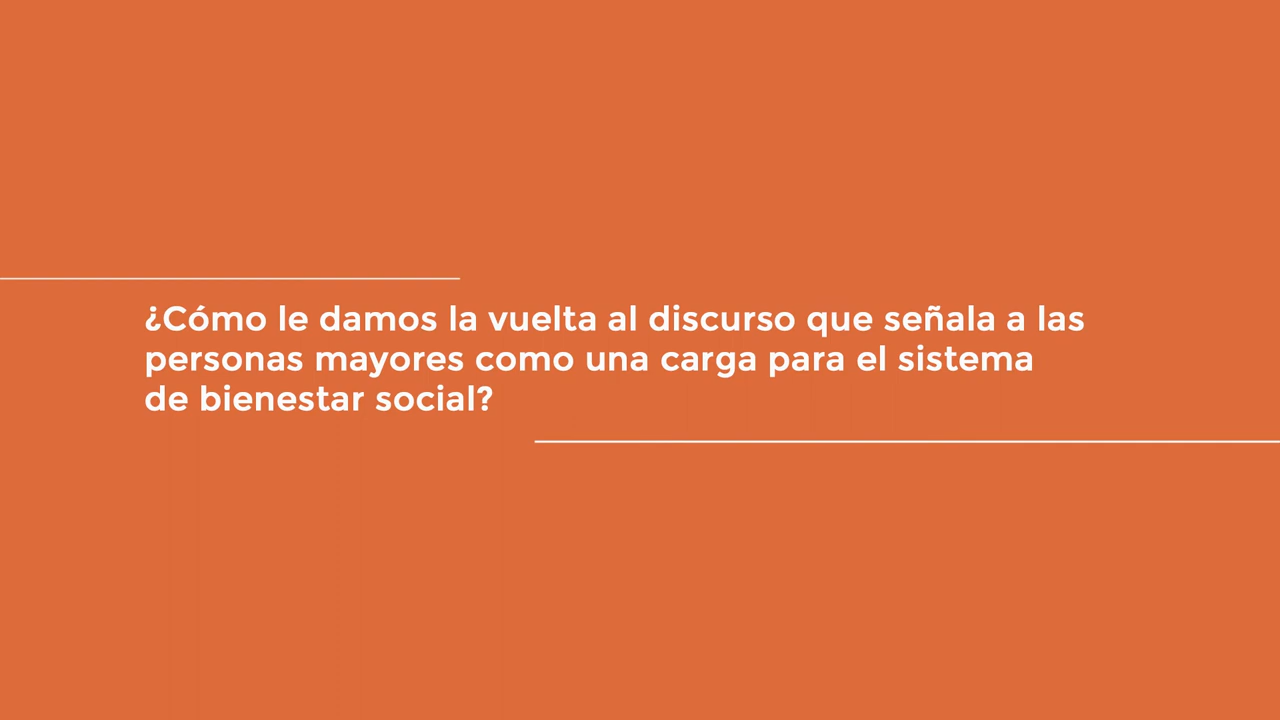 ¿Cómo le damos la vuelta al discurso que señala a las
personas mayores como una carga para el sistema
de bienestar social?